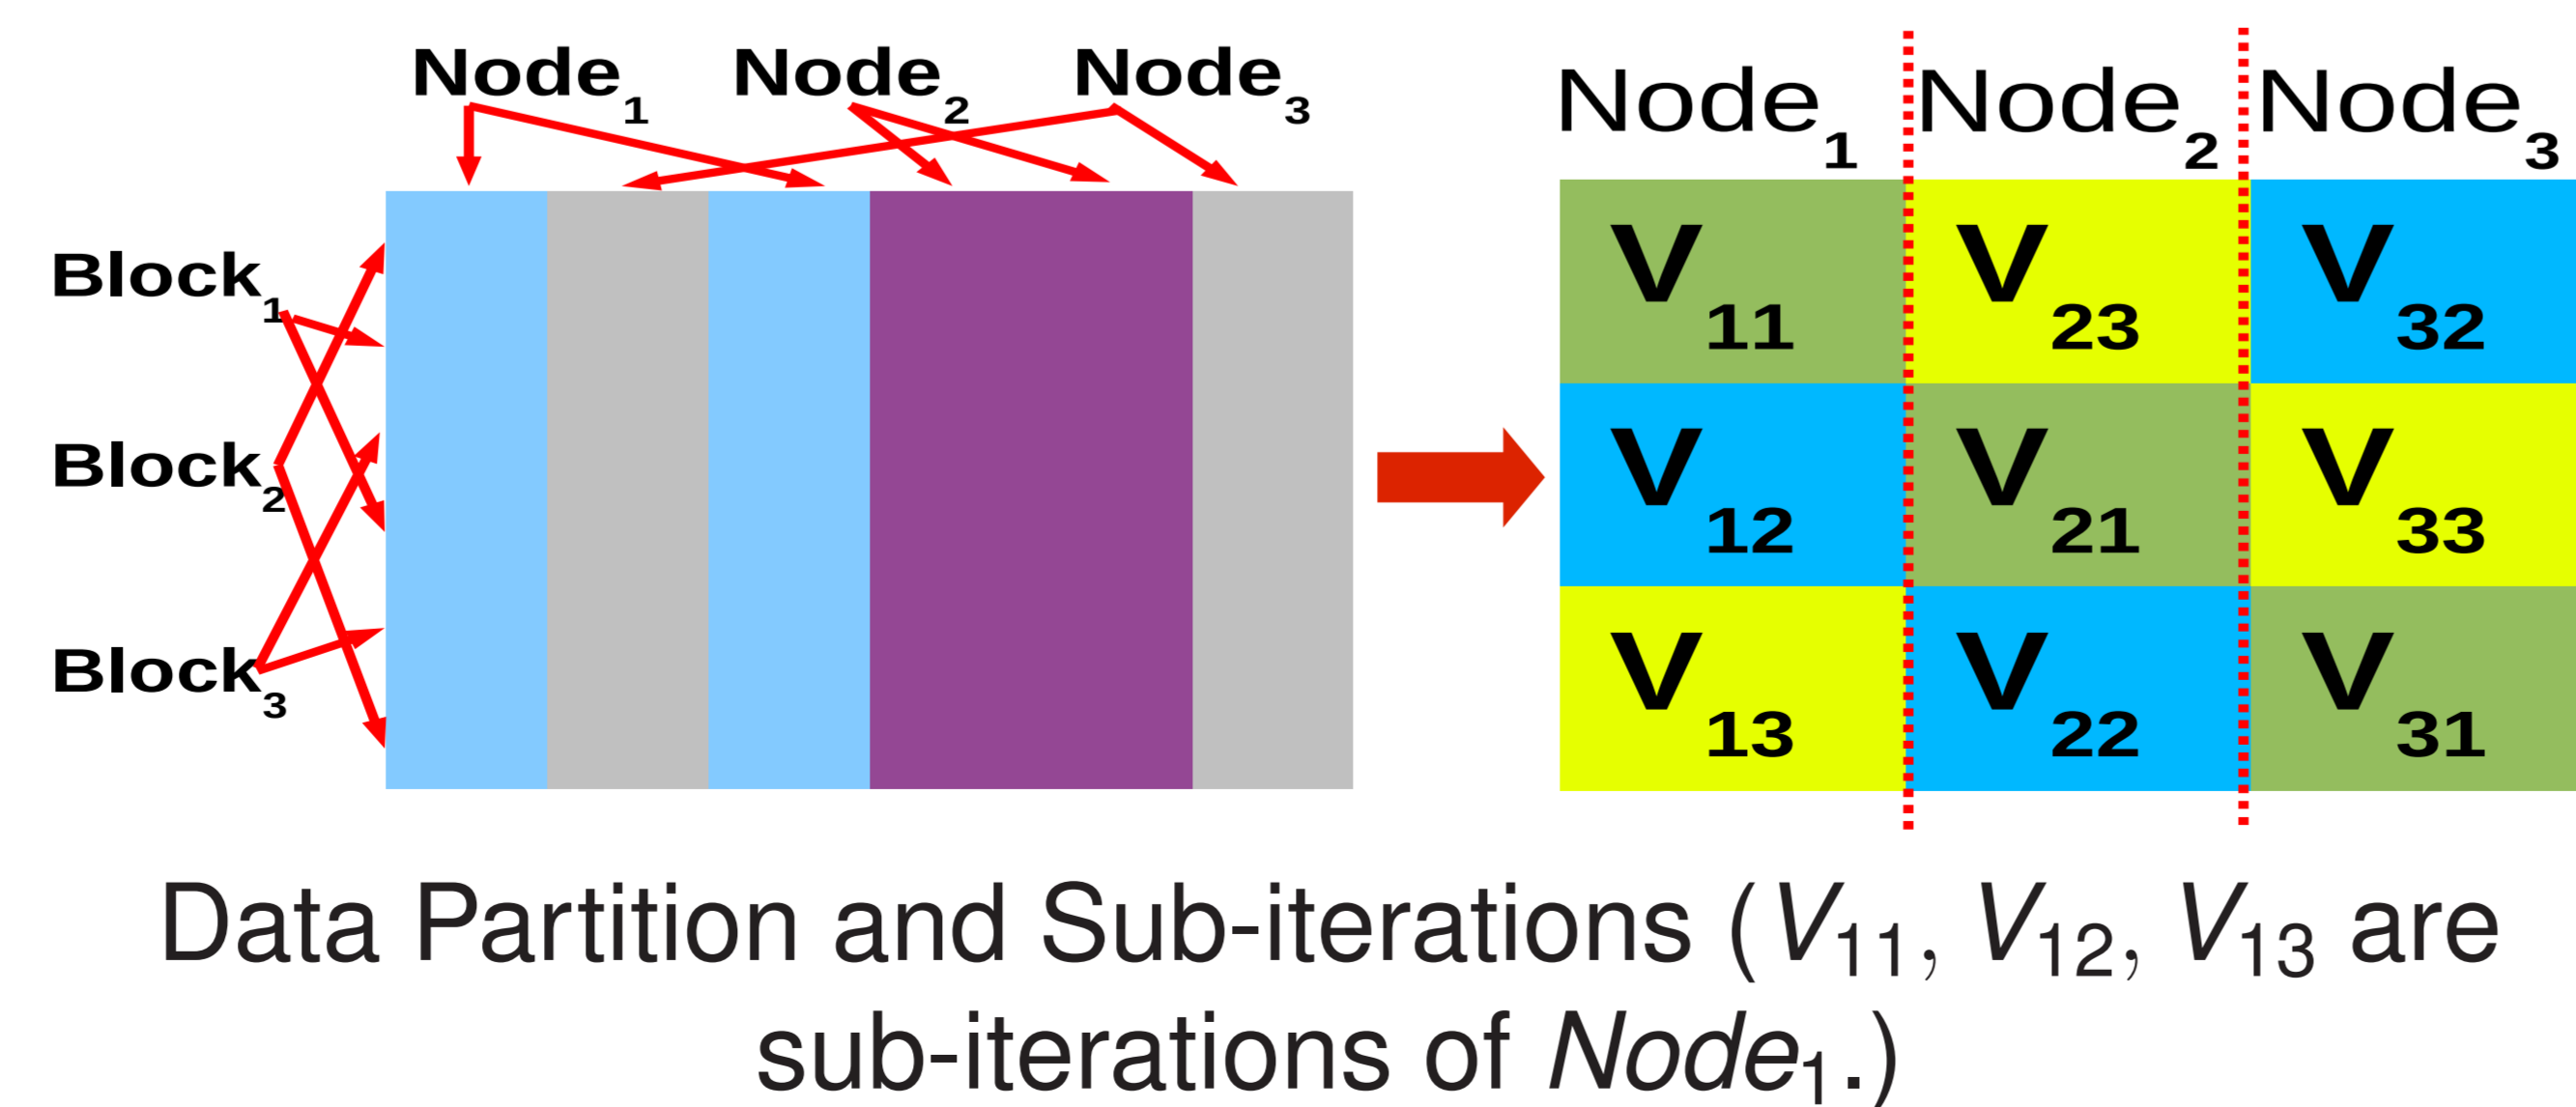 Node1 Node2 Node3
Block1
Block2
Block3
Node1 Node2 Node3
V11 V23 V32
V12 V21 V33
V13 V22 V31
Data Partition and Sub-iterations (V11, V12, V13 are
sub-iterations of Node1.)